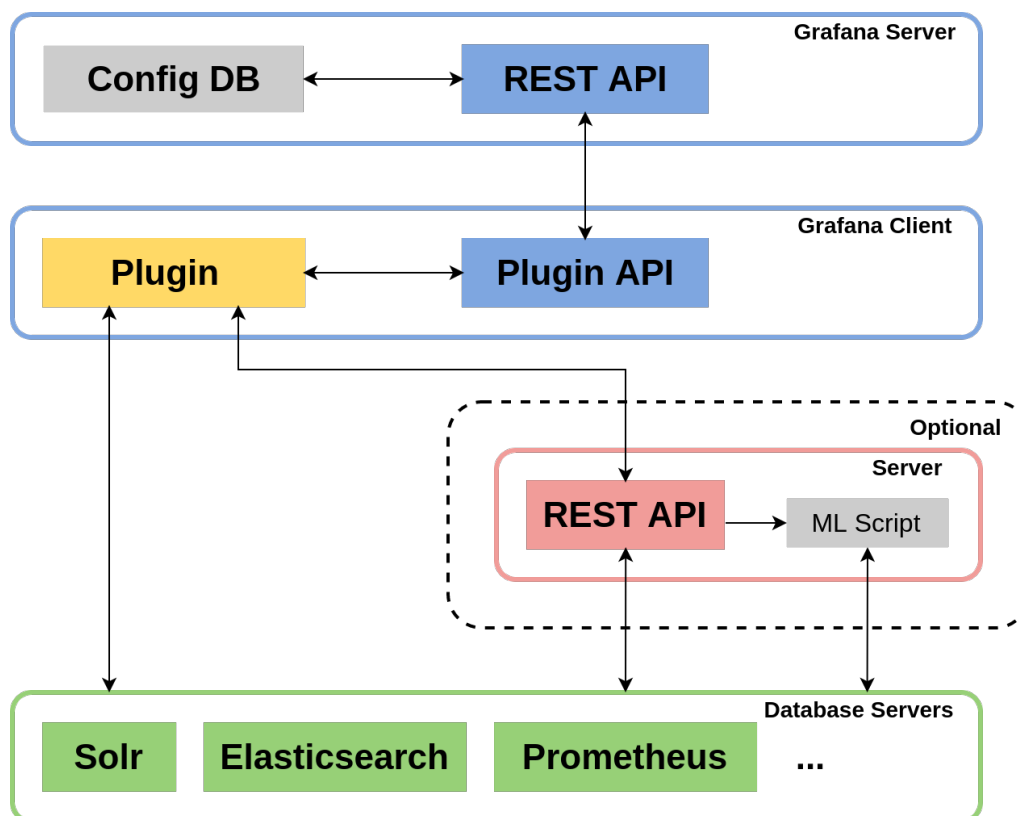 Grafana Server
Config DB
REST API
Grafana Client
Plugin
Plugin API
Optional
Server
REST API
ML Script
Database Servers
Solr
Elasticsearch
Prometheus
...